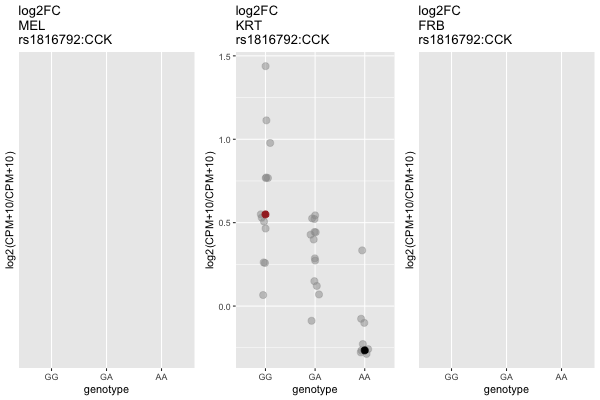 log2FC
MEL
rs1816792:CCK
log2(CPM+10/CPM+10)
GG GA AA
genotype
log2FC
KRT
rs1816792:CCK
log2(CPM+10/CPM+10)
1.5
1.0
0.5
0.0
GG GA AA
genotype
log2FC
FRB
rs1816792:CCK
log2(CPM+10/CPM+10)
GG GA AA
genotype